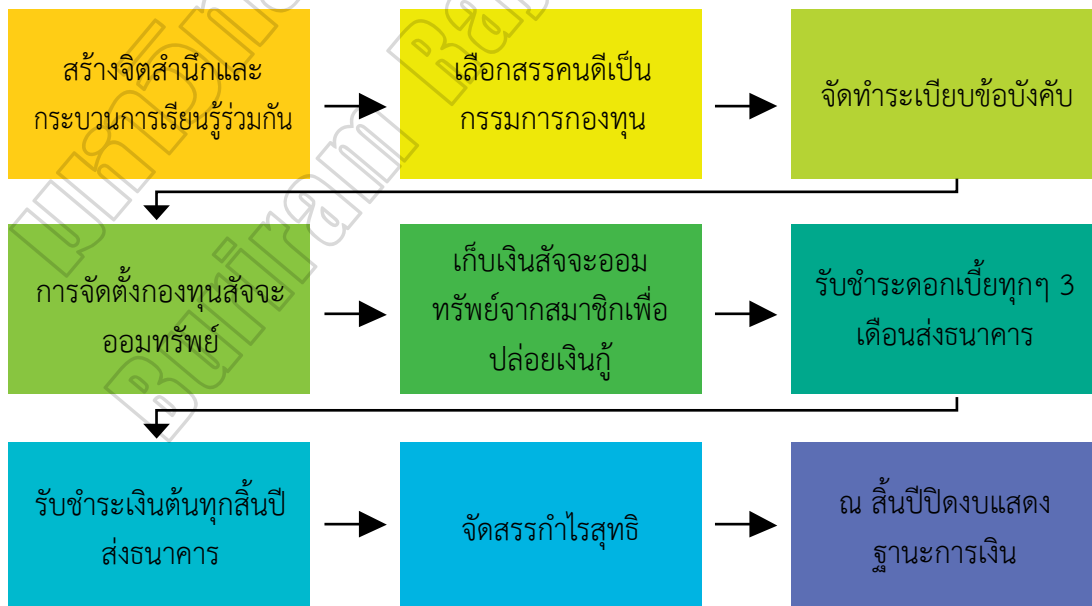 สร้างจิตสำนึกและ
กระบวนการเรียนรู้ร่วมกัน
เลือกสรรคนดีเป็น
กรรมการกองทุน
จัดทำระเบียบข้อบังคับ
การจัดตั้งกองทุนสัจจะ
ออมทรัพย์
เก็บเงินสัจจะออม
ทรัพย์จากสมาชิกเพื่อ
ปล่อยเงินกู้
รับชำระดอกเบี้ยทุกๆ 3
เดือนส่งธนาคาร
รับชำระเงินต้นทุกสิ้นปี
ส่งธนาคาร
จัดสรรกำไรสุทธิ
ณ สิ้นปีปิดงบแสดง
ฐานะการเงิน
Buriram Raj